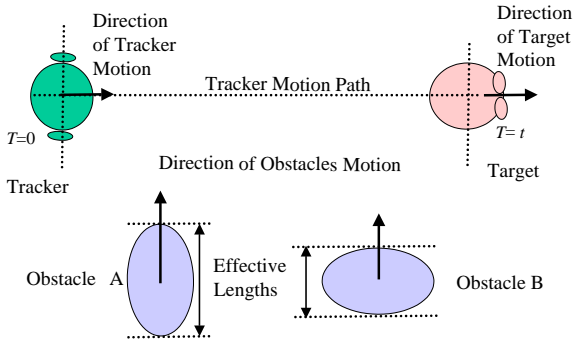 Direction
of Tracker
Motion
Direction
of Target
Motion
Tracker Motion Path
T=0
T= t
Tracker
Direction of Obstacles Motion
Target
Obstacle A
Effective
Lengths
Obstacle B